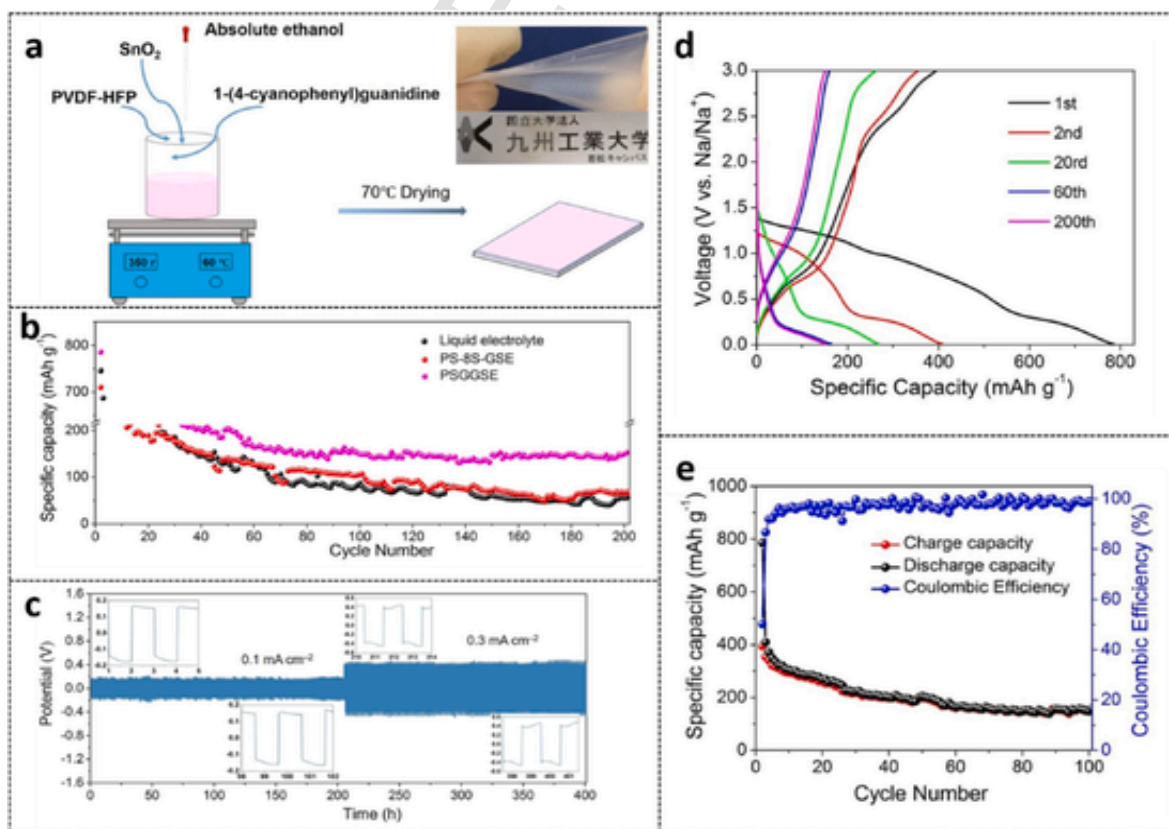 a
Absolute ethanol
SnO2
PVDF-HFP
1-(4-cyanophenyl)guanidine
国立大学法人
九州工業大学
若松キャンパス
70℃ Drying
350 r
60 ℃
b
Specific capacity (mAh g-1)
800
700
200
100
0
Liquid electrolyte
PS-8S-GSE
PSGGSE
0 20 40 60 80 100 120 140 160 180 200
Cycle Number
c
Potential (V)
1.6
1.2
0.8
0.4
0.0
-0.4
-0.8
-1.2
-1.6
0.1 mA cm-2
0.3 mA cm-2
0 50 100 150 200 250 300 350 400
Time (h)
d
Voltage (V vs. Na/Na+)
3.0
2.5
2.0
1.5
1.0
0.5
0.0
1st
2nd
20rd
60th
200th
0 200 400 600 800
Specific Capacity (mAh g-1)
e
Specific capacity (mAh g-1)
1000
800
600
400
200
0
Charge capacity
Discharge capacity
Coulombic Efficiency
100
80
60
40
20
0
Coulombic Efficiency (%)
0 20 40 60 80 100
Cycle Number